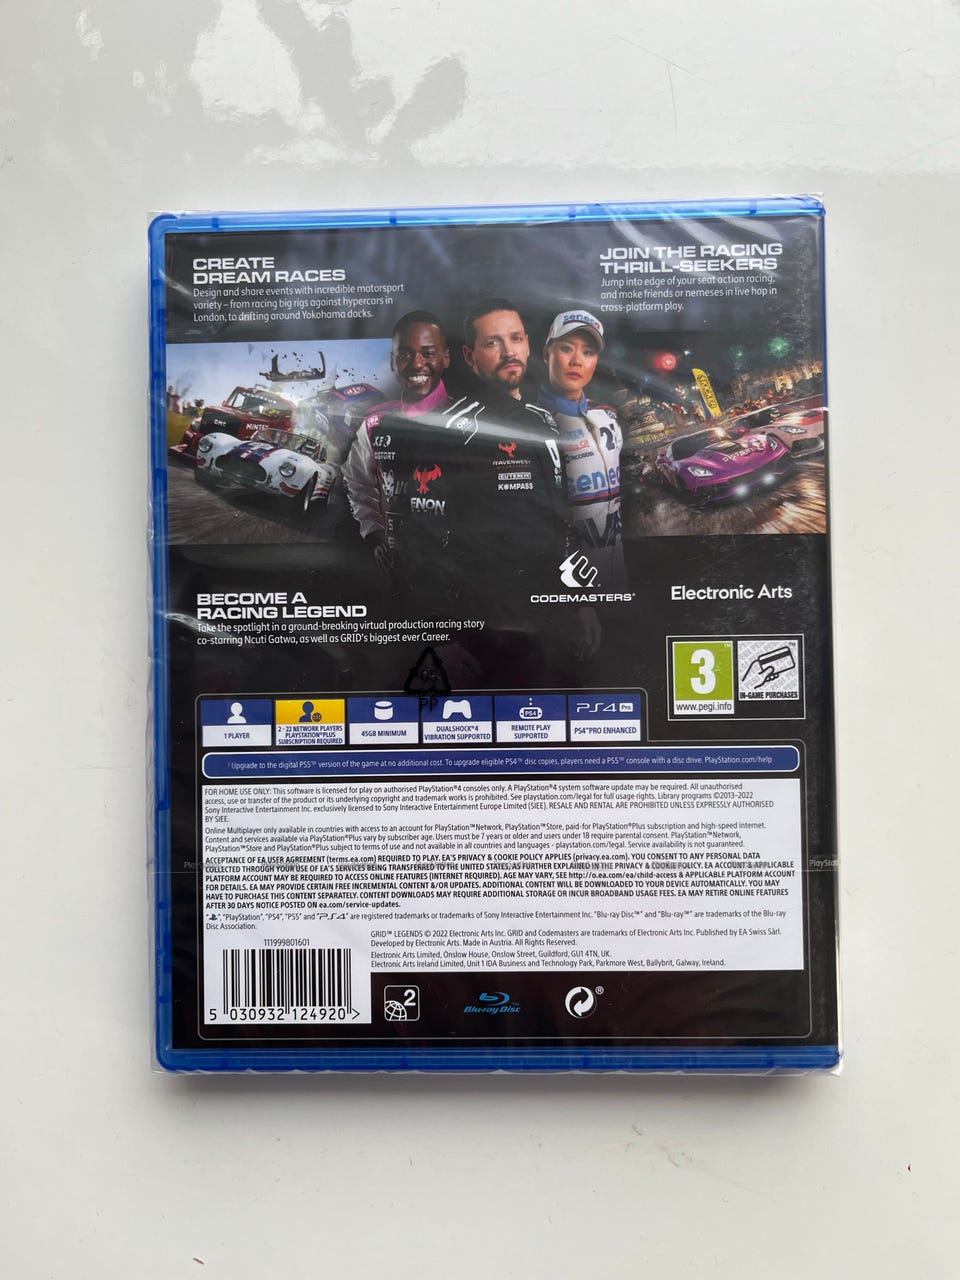 CREATE
DREAM RACES
Design and share events with incredible motorsport
variety – from racing big rigs against hypercars in
London, to drifting around Yokohama docks.
JOIN THE RACING
THRILL-SEEKERS
Jump into edge of your seat action racing,
and make friends or nemeses in live hop in
cross-platform play.
seneca
RAVENWEST
KOMPASS
ENON
BECOME A
RACING LEGEND
Take the spotlight in a ground-breaking virtual production racing story
co-starring Ncuti Gatwa, as well as GRID's biggest ever Career.
CODEMASTERS®
Electronic Arts
3
www.pegi.info
IN-GAME PURCHASES
05
PP
1 PLAYER
2 - 22 NETWORK PLAYERS
PLAYSTATION®PLUS
SUBSCRIPTION REQUIRED
45GB MINIMUM
DUALSHOCK®4
VIBRATION SUPPORTED
PS4
REMOTE PLAY
SUPPORTED
PS4 Pro
PS4™PRO ENHANCED
¹ Upgrade to the digital PS5™ version of the game at no additional cost. To upgrade eligible PS4™ disc copies, players need a PS5™ console with a disc drive. PlayStation.com/help
FOR HOME USE ONLY: This software is licensed for play on authorised PlayStation®4 consoles only. A PlayStation®4 system software update may be required. All unauthorised
access, use or transfer of the product or its underlying copyright and trademark works is prohibited. See playstation.com/legal for full usage rights. Library programs ©2013–2022
Sony Interactive Entertainment Inc. exclusively licensed to Sony Interactive Entertainment Europe Limited (SIEE). RESALE AND RENTAL ARE PROHIBITED UNLESS EXPRESSLY AUTHORISED
BY SIEE.
Online Multiplayer only available in countries with access to an account for PlayStation™Network, PlayStation™Store, paid-for PlayStation®Plus subscription and high-speed internet.
Content and services available via PlayStation®Plus vary by subscriber age. Users must be 7 years or older and users under 18 require parental consent. PlayStation™Network,
PlayStation™Store and PlayStation®Plus subject to terms of use and not available in all countries and languages - playstation.com/legal. Service availability is not guaranteed.
ACCEPTANCE OF EA USER AGREEMENT (terms.ea.com) REQUIRED TO PLAY. EA'S PRIVACY & COOKIE POLICY APPLIES (privacy.ea.com). YOU CONSENT TO ANY PERSONAL DATA
COLLECTED THROUGH YOUR USE OF EA'S SERVICES BEING TRANSFERRED TO THE UNITED STATES, AS FURTHER EXPLAINED IN THE PRIVACY & COOKIE POLICY. EA ACCOUNT & APPLICABLE
PLATFORM ACCOUNT MAY BE REQUIRED TO ACCESS ONLINE FEATURES (INTERNET REQUIRED). AGE MAY VARY, SEE http://o.ea.com/ea/child-access & APPLICABLE PLATFORM ACCOUNT
FOR DETAILS. EA MAY PROVIDE CERTAIN FREE INCREMENTAL CONTENT &/OR UPDATES. ADDITIONAL CONTENT WILL BE DOWNLOADED TO YOUR DEVICE AUTOMATICALLY. YOU MAY
HAVE TO PURCHASE THIS CONTENT SEPARATELY. CONTENT DOWNLOADS MAY REQUIRE ADDITIONAL STORAGE OR INCUR BROADBAND USAGE FEES. EA MAY RETIRE ONLINE FEATURES
AFTER 30 DAYS NOTICE POSTED ON ea.com/service-updates.
"PlayStation", "PS4", "PS5" and "PS4" are registered trademarks or trademarks of Sony Interactive Entertainment Inc. "Blu-ray Disc™" and "Blu-ray™" are trademarks of the Blu-ray
Disc Association.
GRID™ LEGENDS © 2022 Electronic Arts Inc. GRID and Codemasters are trademarks of Electronic Arts Inc. Published by EA Swiss Sàrl.
Developed by Electronic Arts. Made in Austria. All Rights Reserved.
Electronic Arts Limited, Onslow House, Onslow Street, Guildford, GU1 4TN, UK.
Electronic Arts Ireland Limited, Unit 1 IDA Business and Technology Park, Parkmore West, Ballybrit, Galway, Ireland.
111999801601
5 030932 124920 >
2
Blu-ray Disc™
®